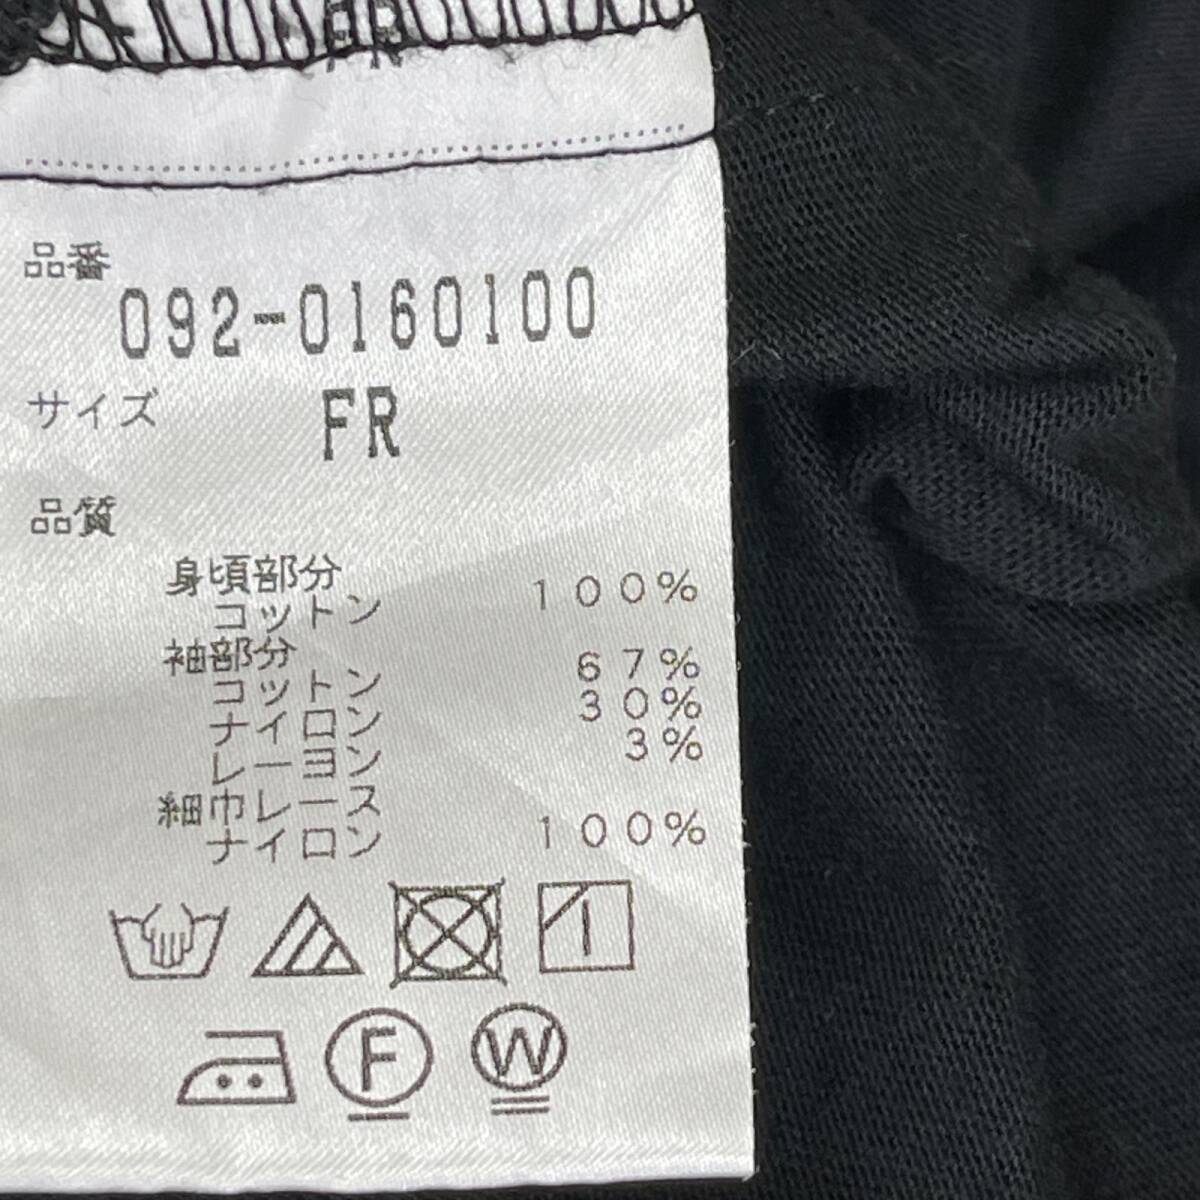 FR
品番
092-0160100
サイズ FR
品質
身頃部分
コットン 100%
袖部分
コットン 67%
ナイロン 30%
レーヨン 3%
細巾レース
ナイロン 100%
F W